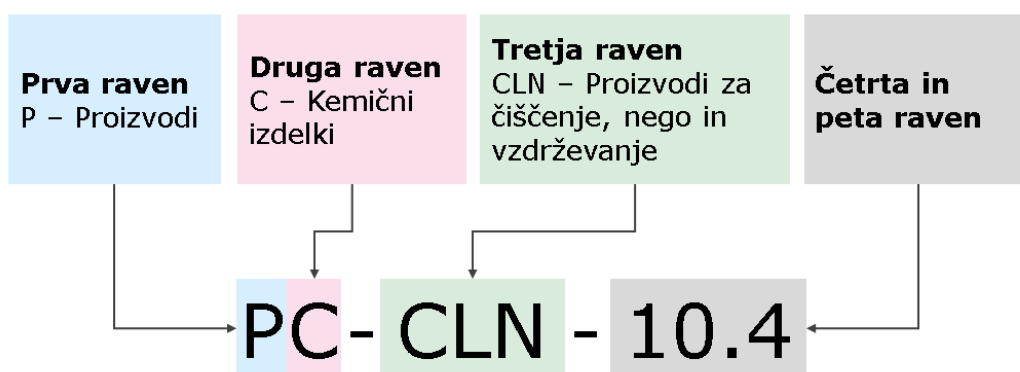 Prva raven
P – Proizvodi
Druga raven
C – Kemični
izdelki
Tretja raven
CLN – Proizvodi za
čiščenje, nego in
vzdrževanje
Četrta in
peta raven
PC-CLN-10.4